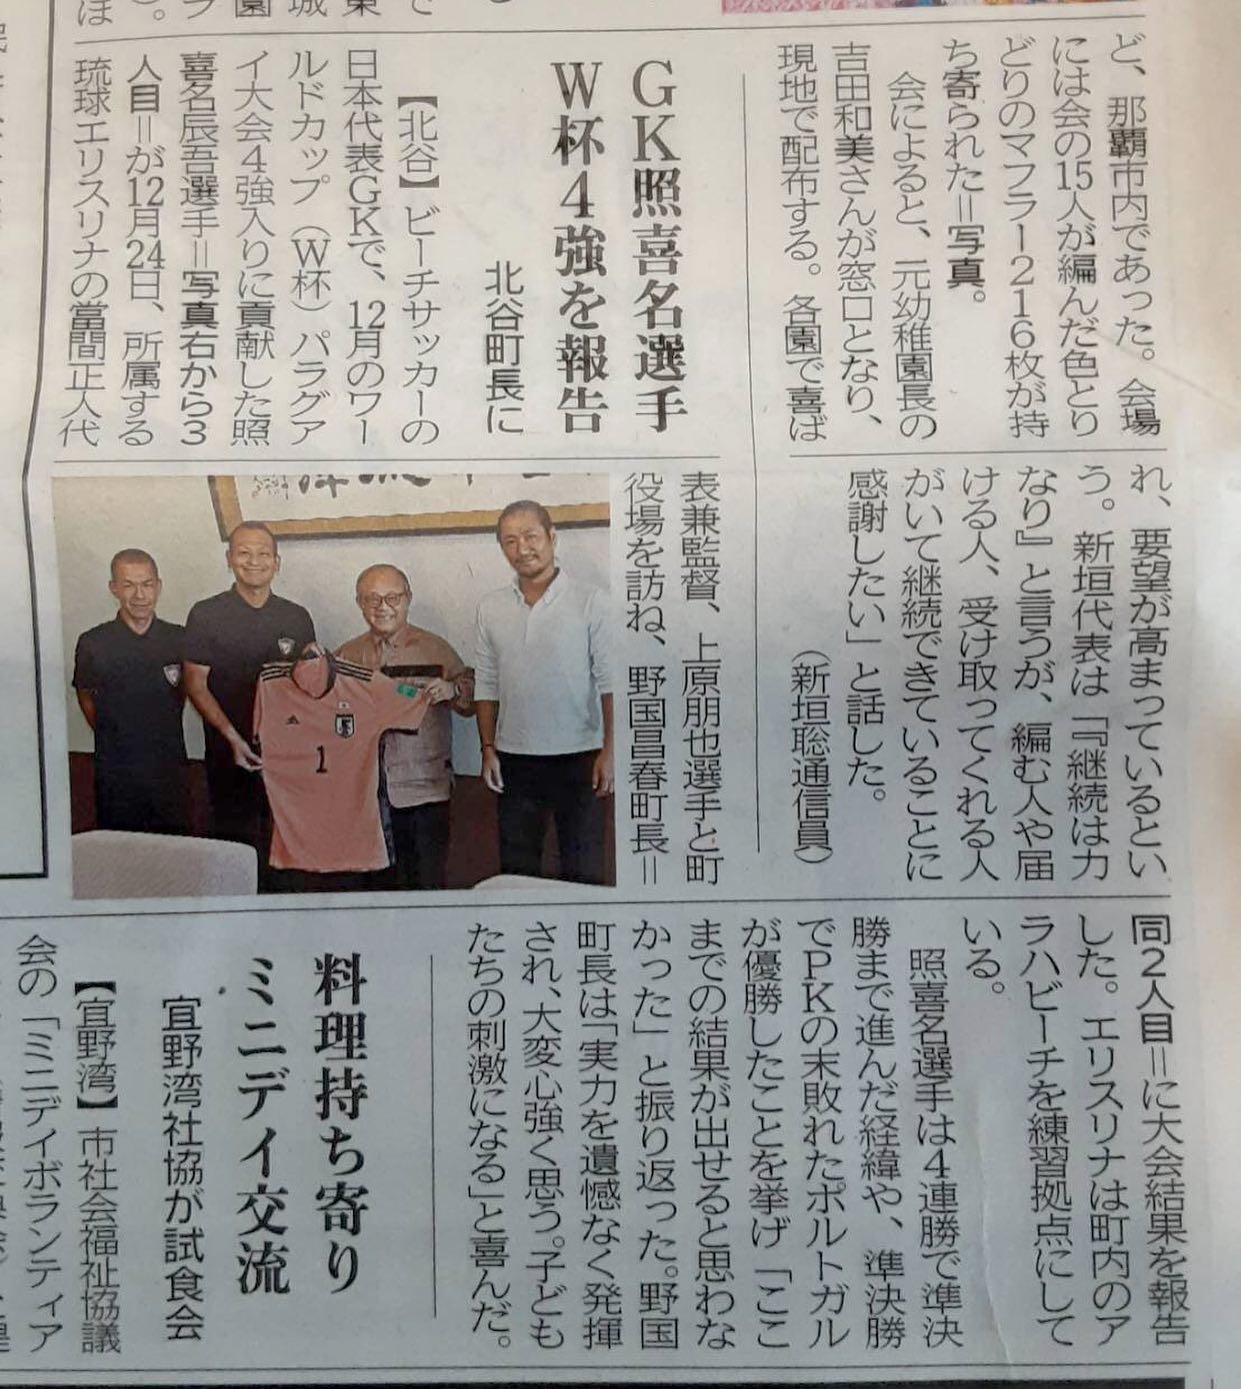 ど、那覇市内であった。会場
には会の15人が編んだ色とり
どりのマフラー216枚が持
ち寄られた＝写真。
会によると、元幼稚園長の
吉田和美さんが窓口となり、
現地で配布する。各園で喜ば
れ、要望が高まっているとい
う。新垣代表は「『継続は力
なり』と言うが、編む人や届
ける人、受け取ってくれる人
がいて継続できていることに
感謝したい」と話した。
（新垣聡通信員）
GK照喜名選手
W杯4強を報告
北谷町長に
【北谷】ビーチサッカーの
日本代表GKで、12月のワー
ルドカップ（W杯）パラグア
イ大会4強入りに貢献した照
喜名辰吾選手＝写真右から3
人目＝が12月24日、所属する
琉球エリスリナの當間正人代
表兼監督、上原朋也選手と町
役場を訪ね、野国昌春町長＝
同2人目＝に大会結果を報告
した。エリスリナは町内のア
ラハビーチを練習拠点にして
いる。
照喜名選手は4連勝で準決
勝まで進んだ経緯や、準決勝
でPKの末敗れたポルトガル
が優勝したことを挙げ「ここ
までの結果が出せると思わな
かった」と振り返った。野国
町長は「実力を遺憾なく発揮
され、大変心強く思う。子ども
たちの刺激になる」と喜んだ。
adidas
1
料理持ち寄り
ミニデイ交流
宜野湾社協が試食会
【宜野湾】市社会福祉協議
会の「ミニデイボランティア